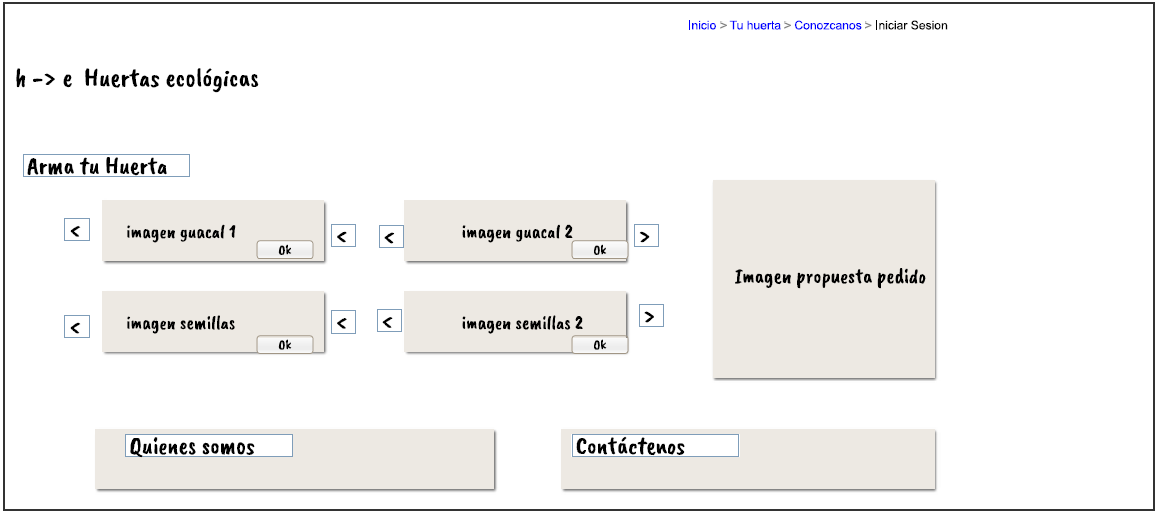 Inicio > Tu huerta > Conozcanos > Iniciar Sesion
h -> e Huertas ecológicas
Arma tu Huerta
< imagen guacal 1 <
Ok
< imagen guacal 2 >
Ok
< imagen semillas <
Ok
< imagen semillas 2 >
Ok
Imagen propuesta pedido
Quienes somos
Contáctenos